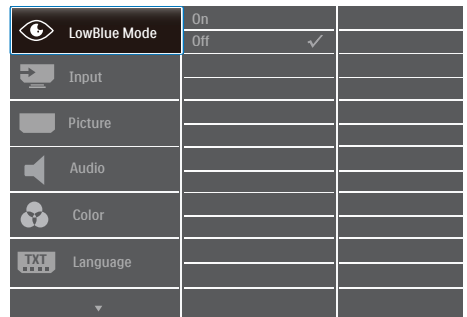 LowBlue Mode
On
Off
Input
Picture
Audio
Color
TXT
Language